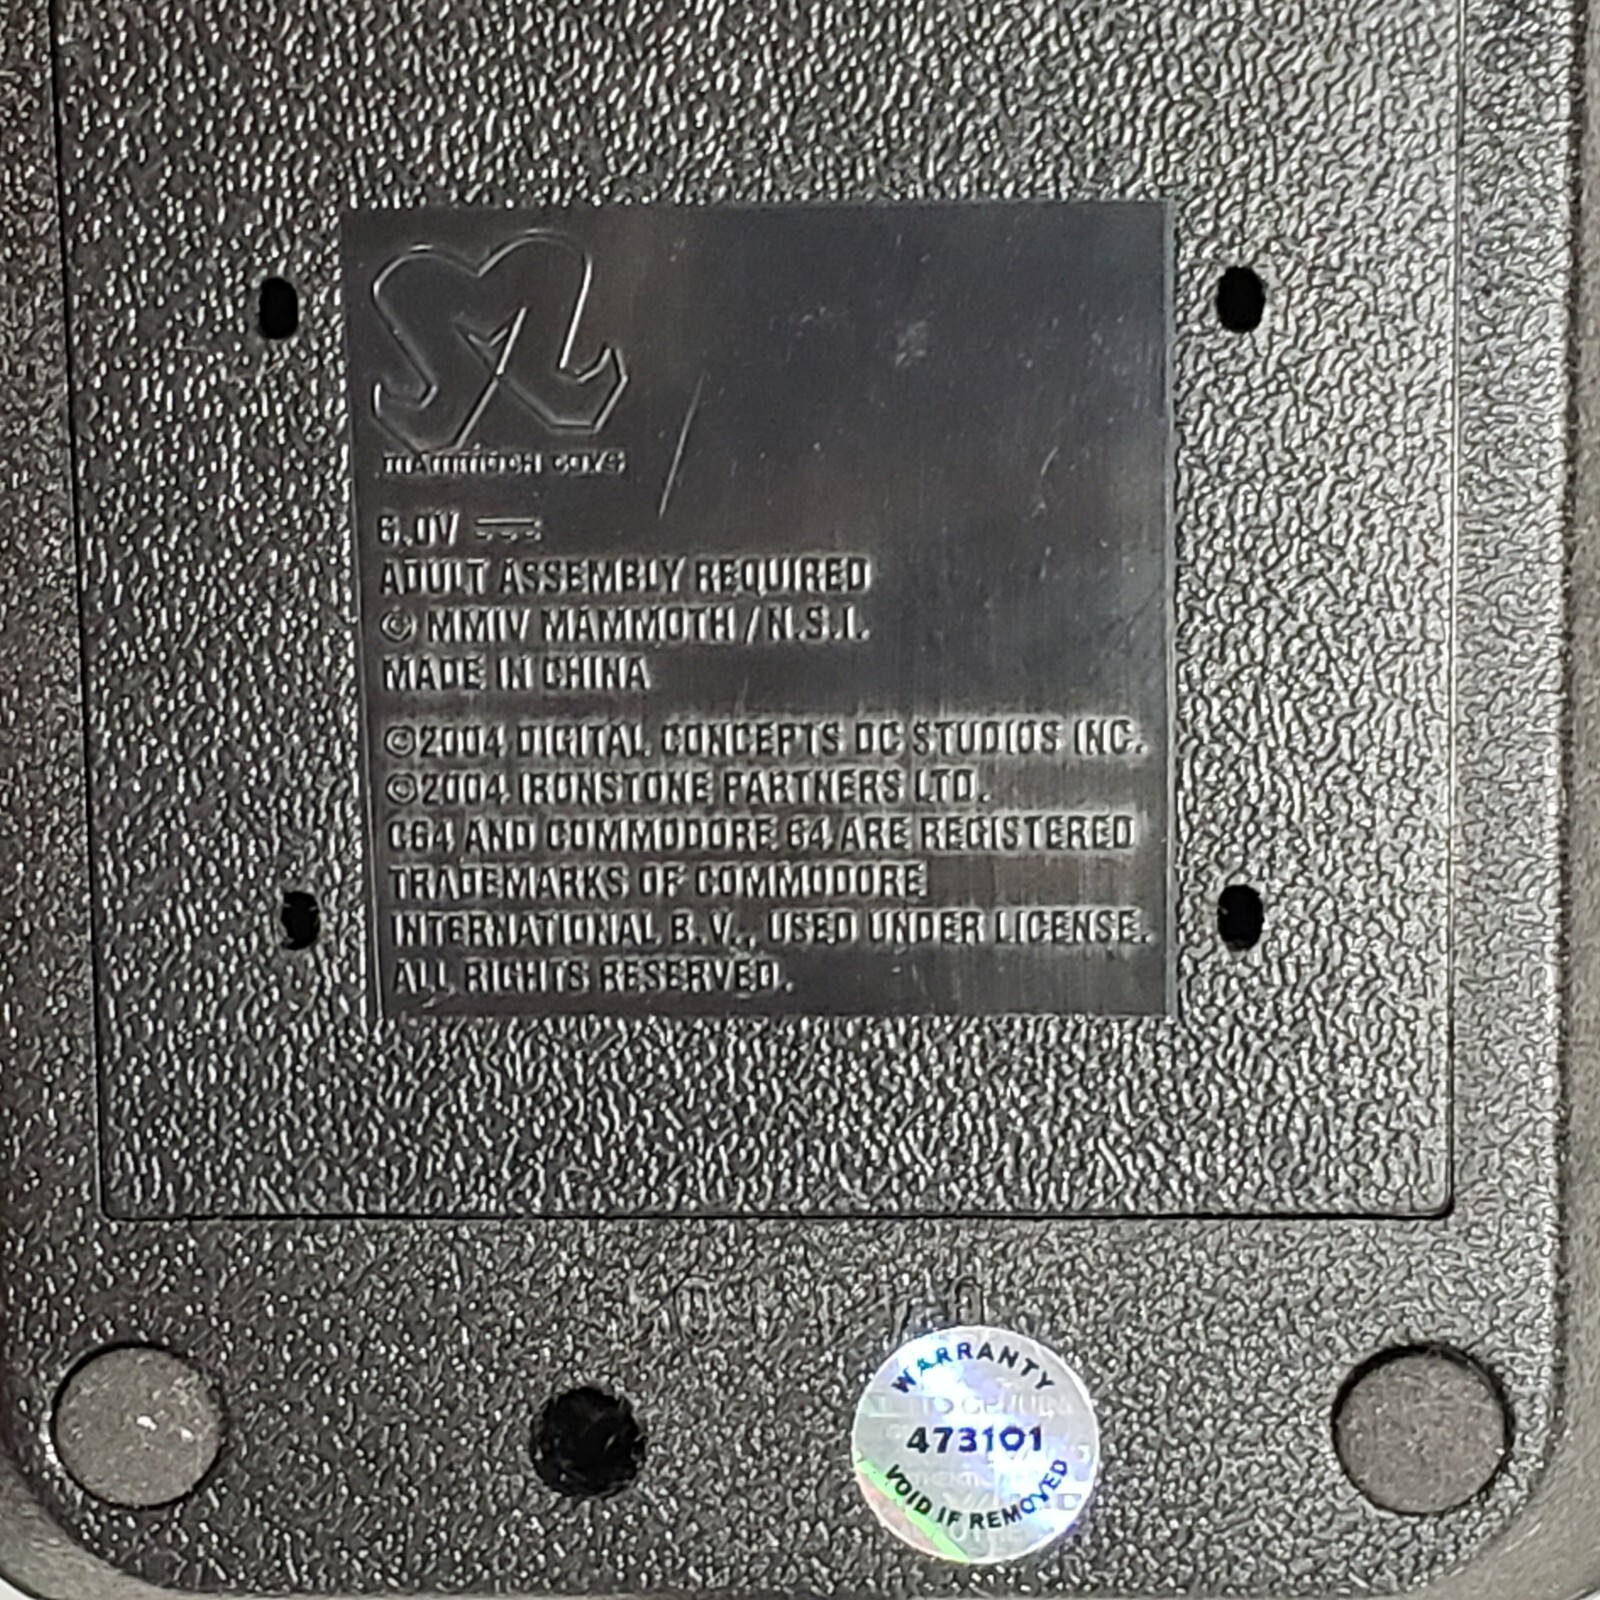 MAMMOTH TOYS
6.0V
ADULT ASSEMBLY REQUIRED
© MMIV MAMMOTH / N.S.I.
MADE IN CHINA
©2004 DIGITAL CONCEPTS DC STUDIOS INC.
©2004 IRONSTONE PARTNERS LTD.
C64 AND COMMODORE 64 ARE REGISTERED
TRADEMARKS OF COMMODORE
INTERNATIONAL B.V., USED UNDER LICENSE.
ALL RIGHTS RESERVED.
WARRANTY
473101
VOID IF REMOVED